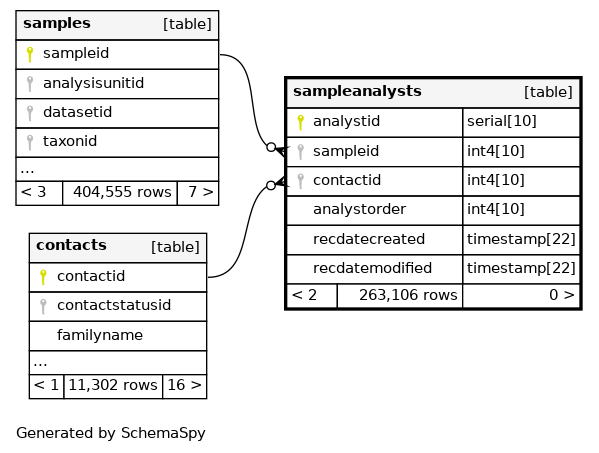 samples [table]
sampleid
analysisunitid
datasetid
taxonid
...
< 3 404,555 rows 7 >
sampleanalysts [table]
analystid serial[10]
sampleid int4[10]
contactid int4[10]
analystorder int4[10]
recdatecreated timestamp[22]
recdatemodified timestamp[22]
< 2 263,106 rows 0 >
contacts [table]
contactid
contactstatusid
familyname
...
< 1 11,302 rows 16 >
Generated by SchemaSpy